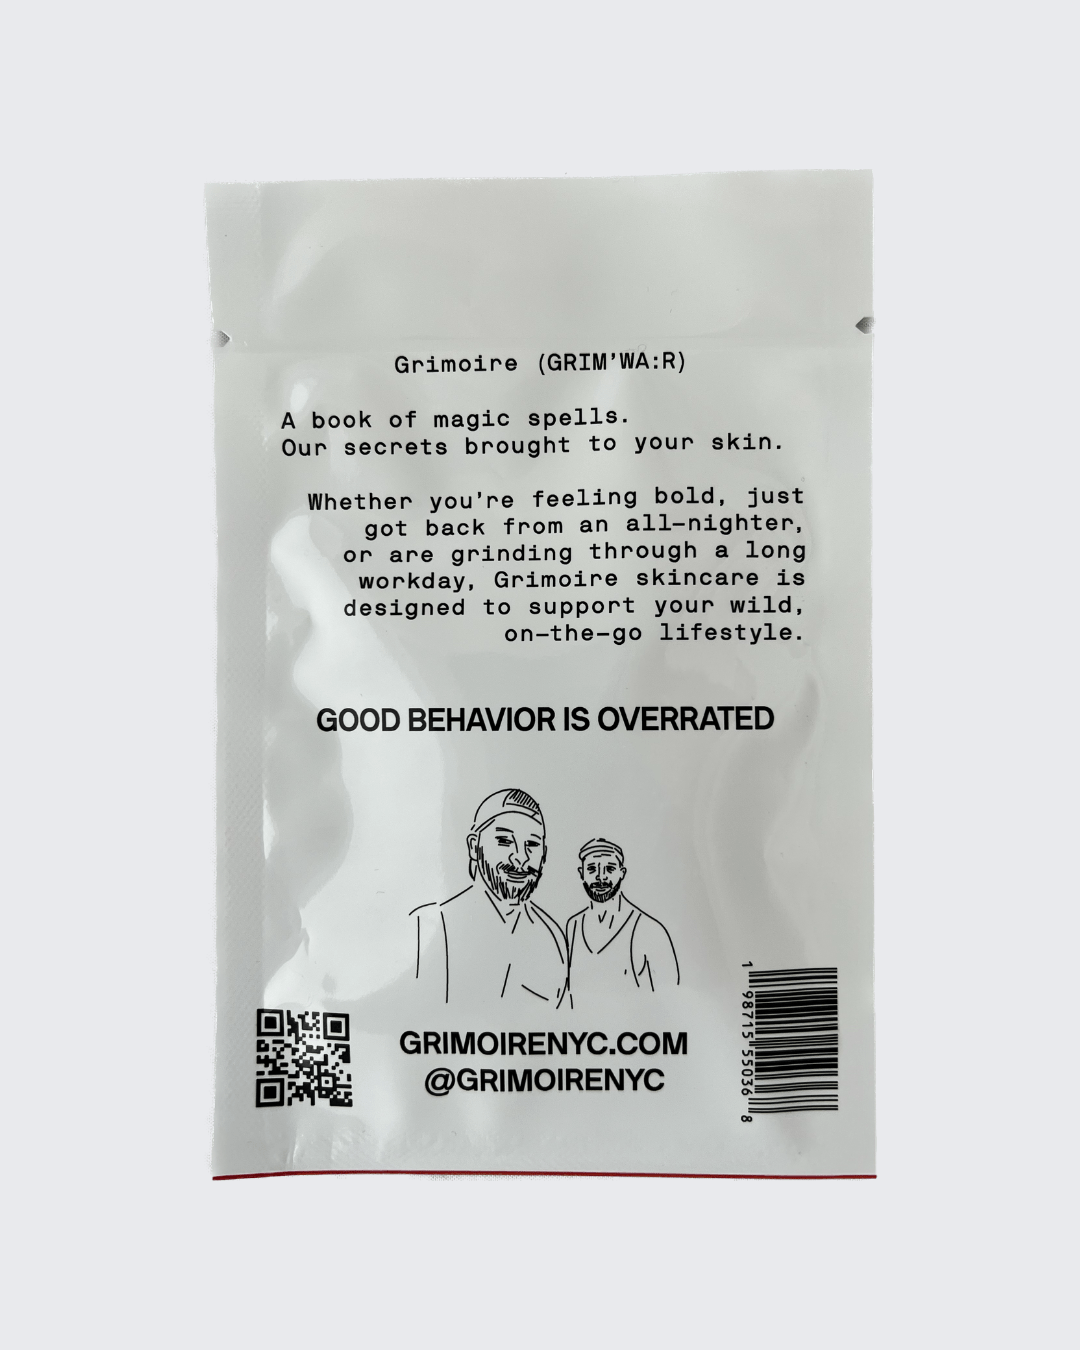 Grimoire (GRIM'WA:R)
A book of magic spells.
Our secrets brought to your skin.
Whether you're feeling bold, just
got back from an all-nighter,
or are grinding through a long
workday, Grimoire skincare is
designed to support your wild,
on-the-go lifestyle.
GOOD BEHAVIOR IS OVERRATED
GRIMOIRENYC.COM
@GRIMOIRENYC
1 98715 55036 8